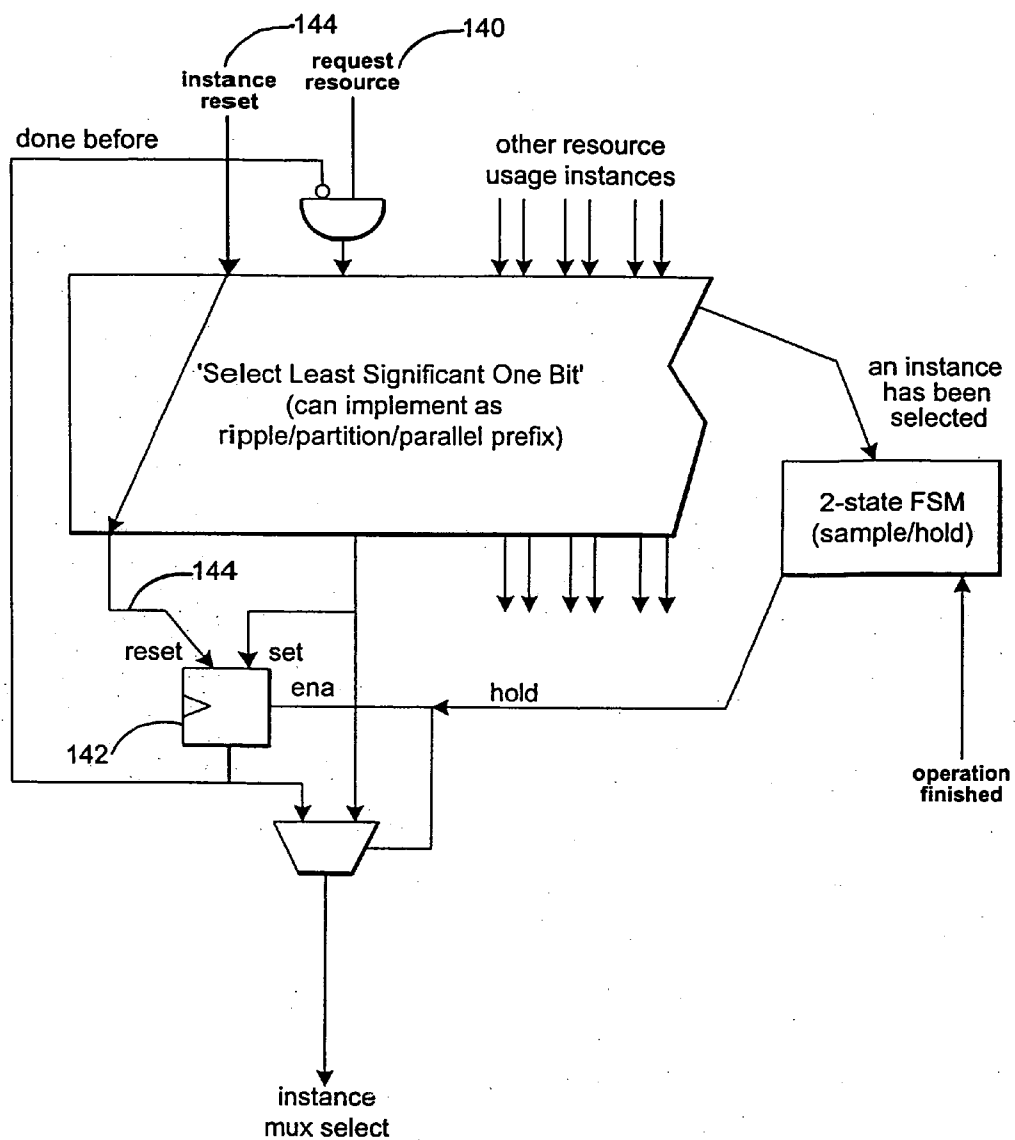 144
140
instance
reset
request
resource
done before
other resource
usage instances
'Select Least Significant One Bit'
(can implement as
ripple/partition/parallel prefix)
an instance
has been
selected
2-state FSM
(sample/hold)
144
reset
set
ena
hold
142
operation
finished
instance
mux select